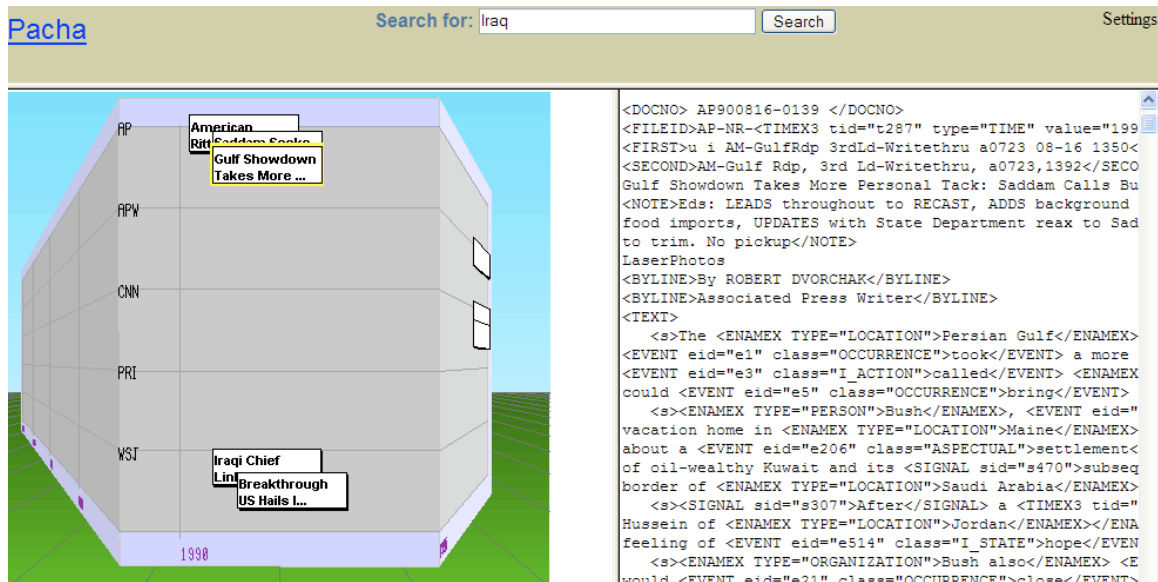 Pacha
Search for: Iraq Search
Settings
AP
American
Ritt
Saddam Seeks
Gulf Showdown
Takes More ...
APW
CNN
PRI
WSJ
Iraqi Chief
Lin
Breakthrough
US Hails I...
1990
<DOCNO> AP900816-0139 </DOCNO>
<FILEID>AP-NR-<TIMEX3 tid="t287" type="TIME" value="199
<FIRST>u i AM-GulfRdp 3rdLd-Writethru a0723 08-16 1350<
<SECOND>AM-Gulf Rdp, 3rd Ld-Writethru, a0723,1392</SECO
Gulf Showdown Takes More Personal Tack: Saddam Calls Bu
<NOTE>Eds: LEADS throughout to RECAST, ADDS background
food imports, UPDATES with State Department reax to Sad
to trim. No pickup</NOTE>
LaserPhotos
<BYLINE>By ROBERT DVORCHAK</BYLINE>
<BYLINE>Associated Press Writer</BYLINE>
<TEXT>
<s>The <ENAMEX TYPE="LOCATION">Persian Gulf</ENAMEX>
<EVENT eid="e1" class="OCCURRENCE">took</EVENT> a more
<EVENT eid="e3" class="I_ACTION">called</EVENT> <ENAMEX
could <EVENT eid="e5" class="OCCURRENCE">bring</EVENT>
<s><ENAMEX TYPE="PERSON">Bush</ENAMEX>, <EVENT eid="
vacation home in <ENAMEX TYPE="LOCATION">Maine</ENAMEX>
about a <EVENT eid="e206" class="ASPECTUAL">settlement<
of oil-wealthy Kuwait and its <SIGNAL sid="s470">subseq
border of <ENAMEX TYPE="LOCATION">Saudi Arabia</ENAMEX>
<s><SIGNAL sid="s307">After</SIGNAL> a <TIMEX3 tid="
Hussein of <ENAMEX TYPE="LOCATION">Jordan</ENAMEX></ENA
feeling of <EVENT eid="e514" class="I_STATE">hope</EVEN
<s><ENAMEX TYPE="ORGANIZATION">Bush also</ENAMEX> <E
would <EVENT eid="e21" class="OCCURRENCE">close</EVENT>